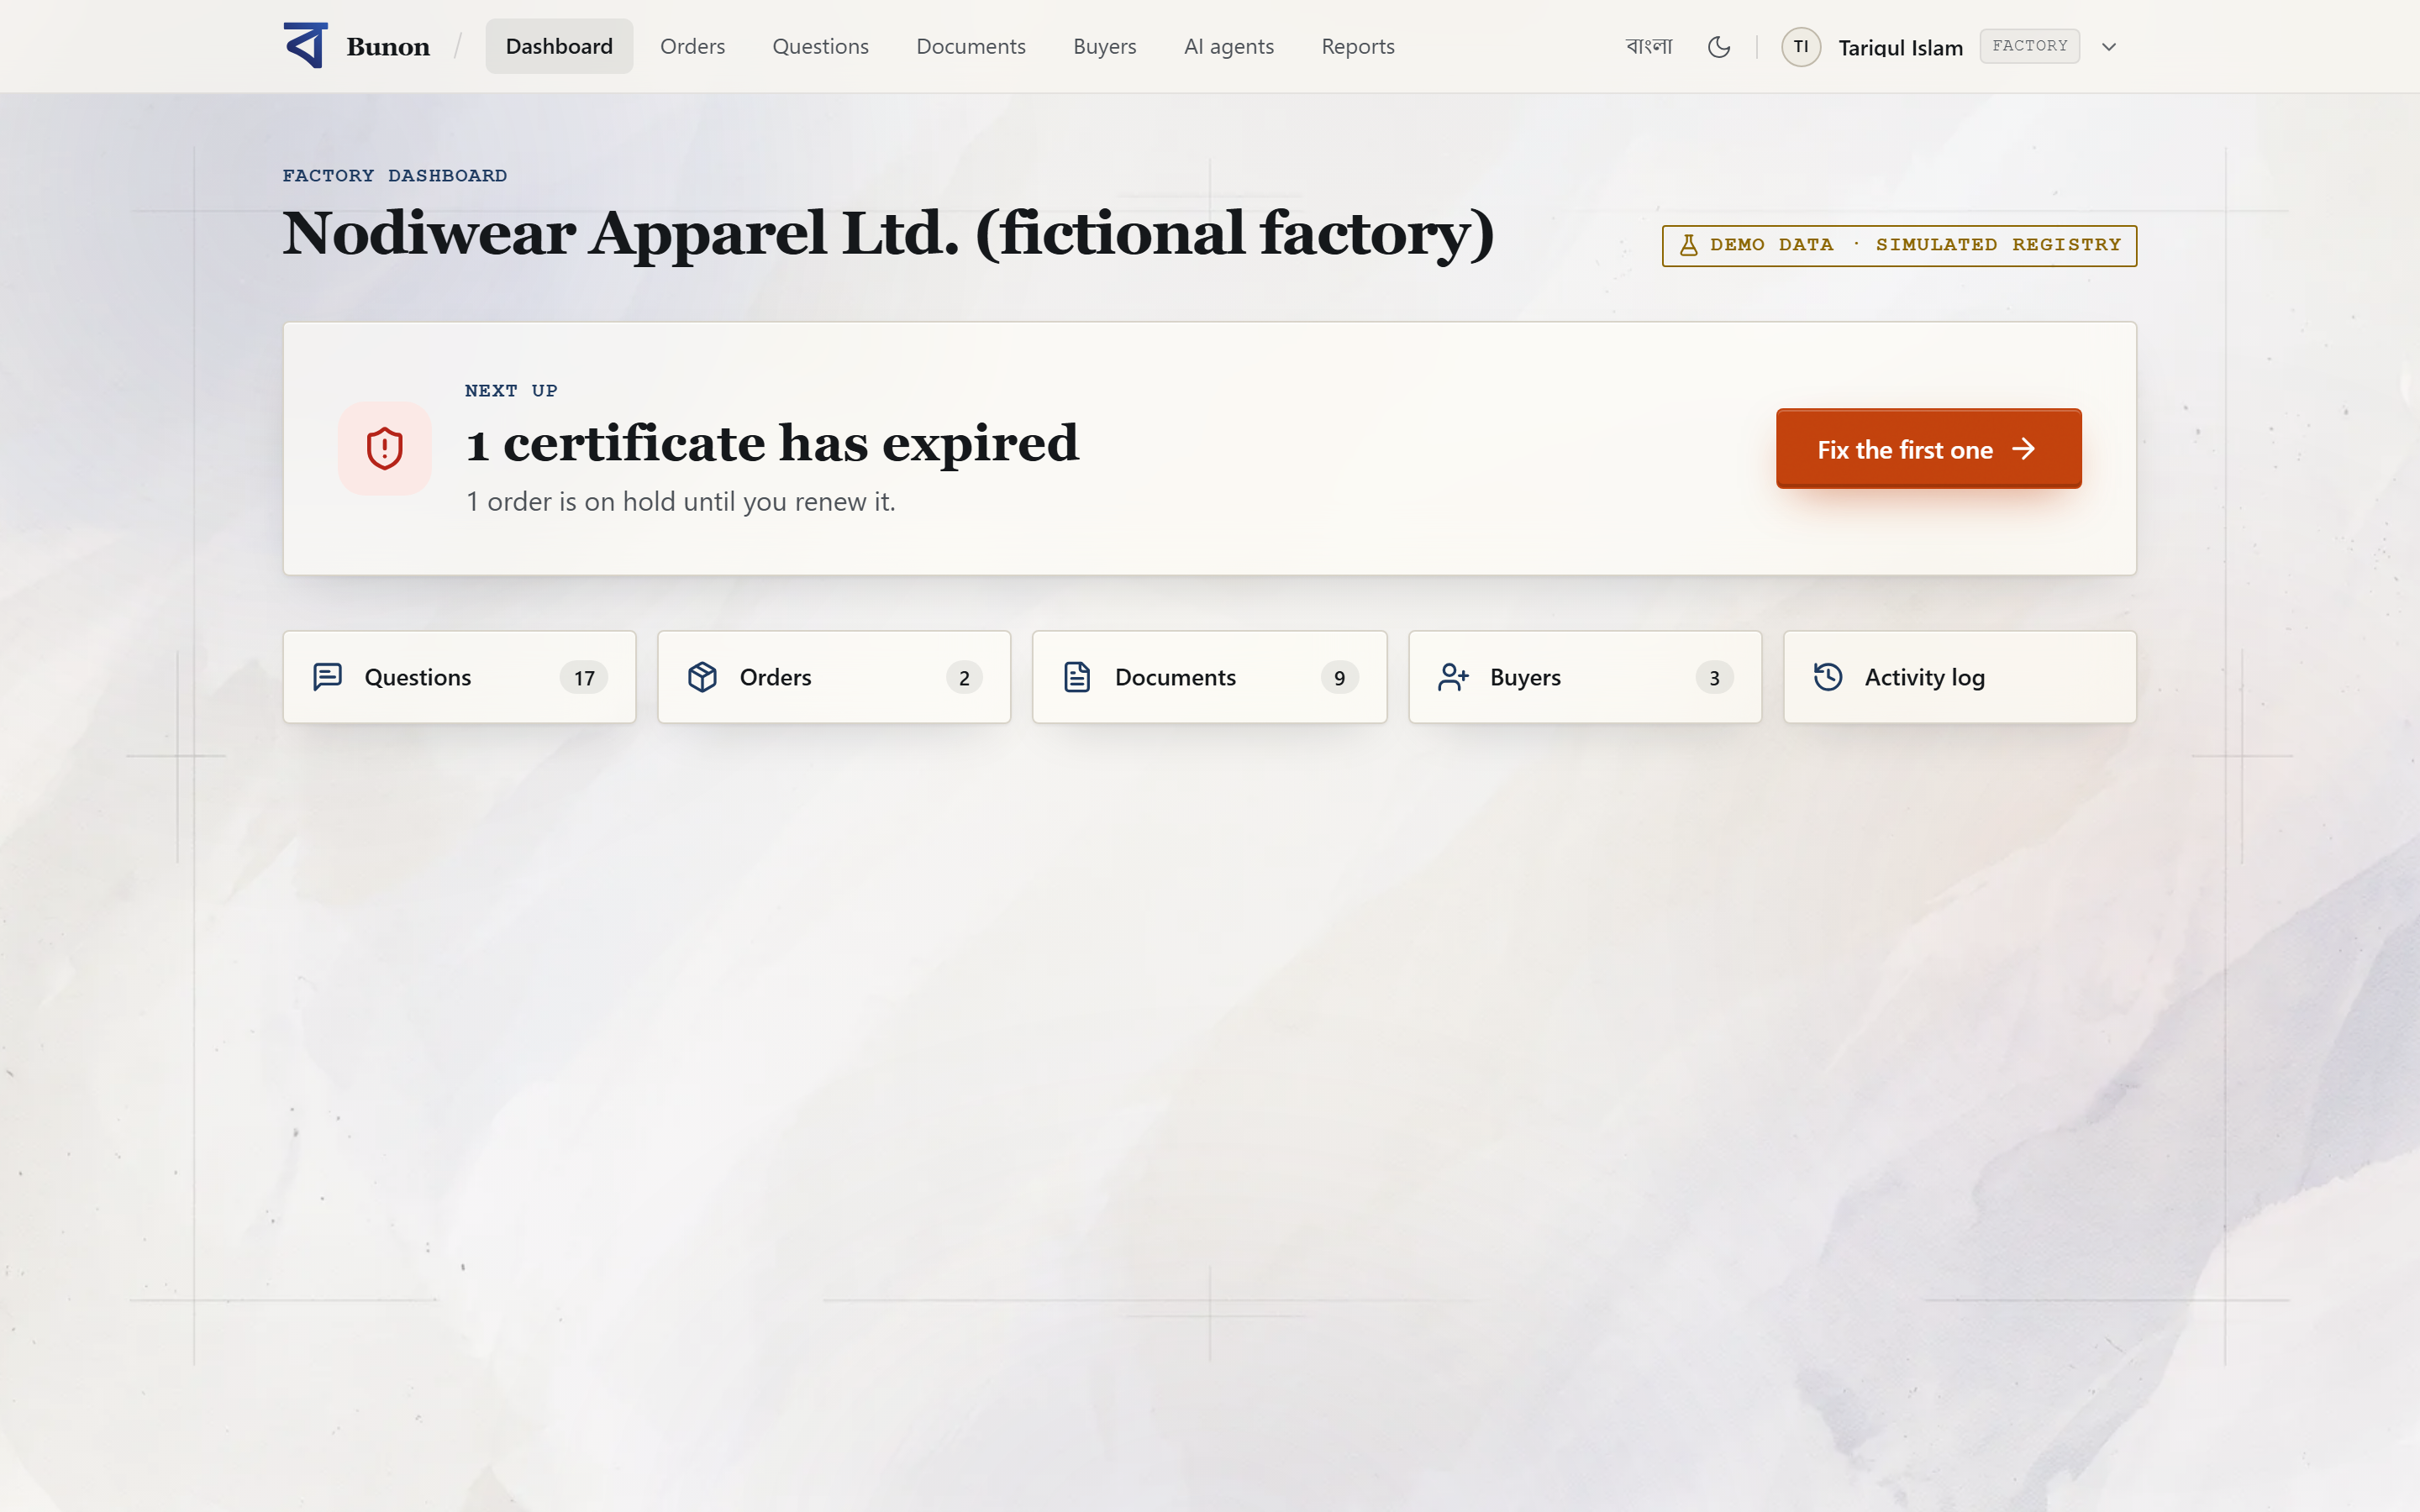 Bunon / Dashboard Orders Questions Documents Buyers AI agents Reports বাংলা TI Tariqul Islam FACTORY
FACTORY DASHBOARD
Nodiwear Apparel Ltd. (fictional factory)
DEMO DATA · SIMULATED REGISTRY
NEXT UP
1 certificate has expired
1 order is on hold until you renew it.
Fix the first one →
Questions 17 Orders 2 Documents 9 Buyers 3 Activity log